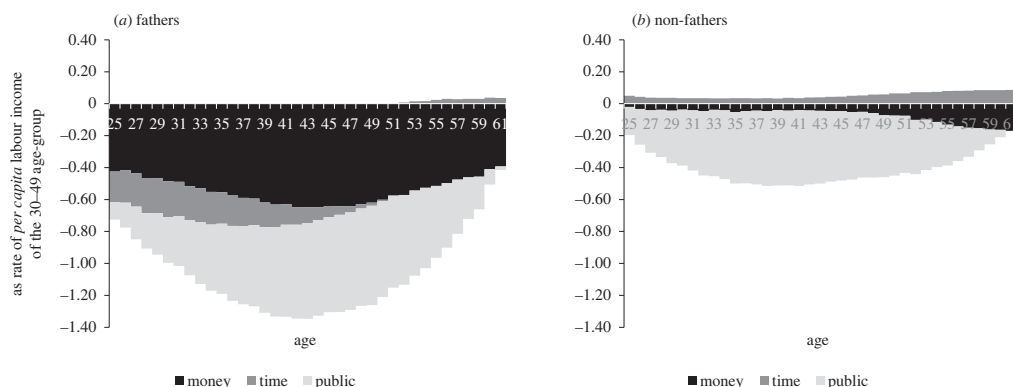 (a) fathers
(b) non-fathers
as rate of per capita labour income
of the 30–49 age-group
0.40
0.20
0
–0.20
–0.40
–0.60
–0.80
–1.00
–1.20
–1.40
25 27 29 31 33 35 37 39 41 43 45 47 49 51 53 55 57 59 61
age
money time public
0.40
0.20
0
–0.20
–0.40
–0.60
–0.80
–1.00
–1.20
–1.40
25 27 29 31 33 35 37 39 41 43 45 47 49 51 53 55 57 59 6
age
money time public